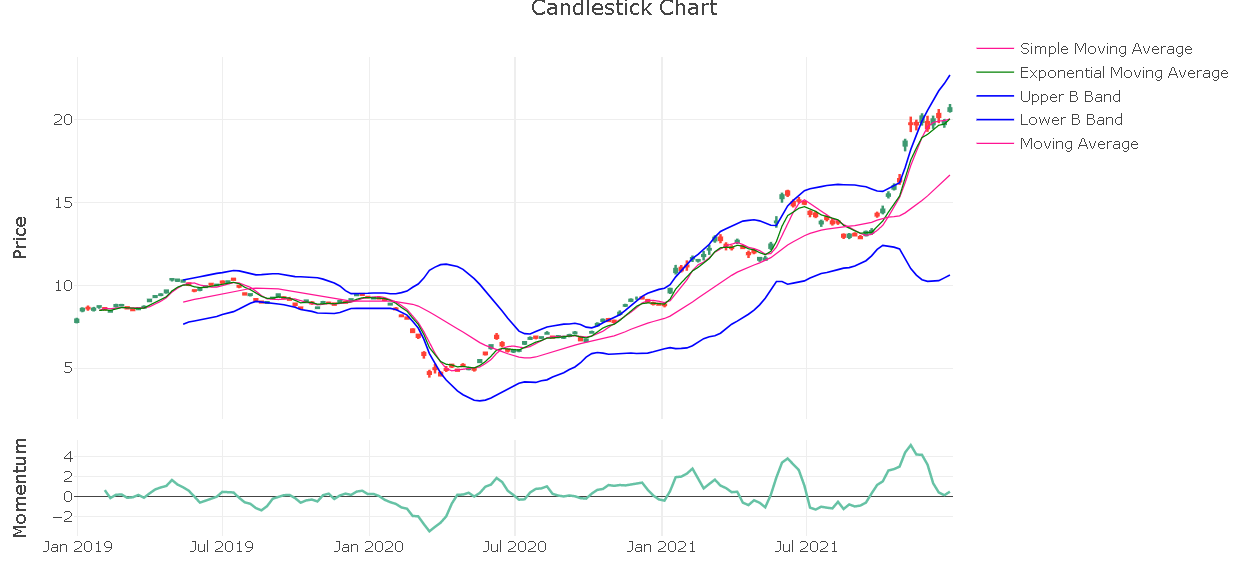 Candlestick Chart
Simple Moving Average
Exponential Moving Average
Upper B Band
Lower B Band
Moving Average
Price
20
15
10
5
Momentum
4
2
0
−2
Jan 2019
Jul 2019
Jan 2020
Jul 2020
Jan 2021
Jul 2021